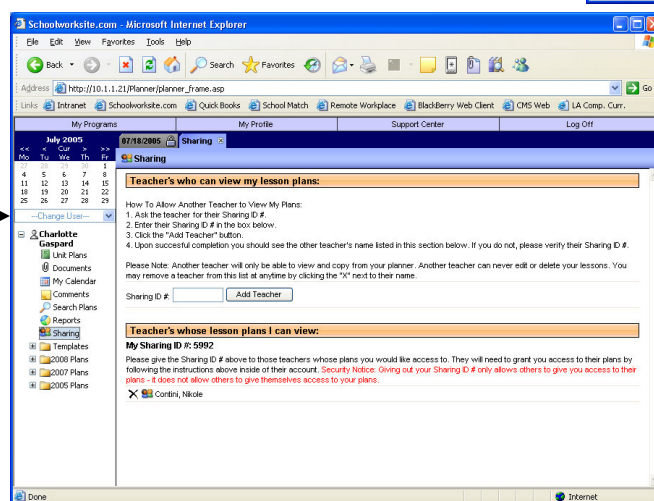 Schoolworksite.com - Microsoft Internet Explorer
File Edit View Favorites Tools Help
Back Search Favorites
Address http://10.1.1.21/Planner/planner_frame.asp Go
Links Intranet Schoolworksite.com Quick Books School Match Remote Workplace BlackBerry Web Client CMS Web LA Comp. Curr.
My Programs My Profile Support Center Log Off
July 2005
<< < Cur > >>
Mo Tu We Th Fr
27 28 29 30 1
4 5 6 7 8
11 12 13 14 15
18 19 20 21 22
25 26 27 28 29
---Change User---
Charlotte
Gaspard
Unit Plans
Documents
My Calendar
Comments
Search Plans
Reports
Sharing
Templates
2008 Plans
2007 Plans
2005 Plans
07/18/2005 Sharing x
Sharing
Teacher's who can view my lesson plans:
How To Allow Another Teacher to View My Plans:
1. Ask the teacher for their Sharing ID #.
2. Enter their Sharing ID # in the box below.
3. Click the "Add Teacher" button.
4. Upon succesful completion you should see the other teacher's name listed in this section below. If you do not, please verify their Sharing ID #.
Please Note: Another teacher will only be able to view and copy from your planner. Another teacher can never edit or delete your lessons. You
may remove a teacher from this list at anytime by clicking the "X" next to their name.
Sharing ID #: Add Teacher
Teacher's whose lesson plans I can view:
My Sharing ID #: 5992
Please give the Sharing ID # above to those teachers whose plans you would like access to. They will need to grant you access to their plans by
following the instructions above inside of their account. Security Notice: Giving out your Sharing ID # only allows others to give you access to their
plans - it does not allow others to give themselves access to your plans.
Contini, Nikole
Done Internet